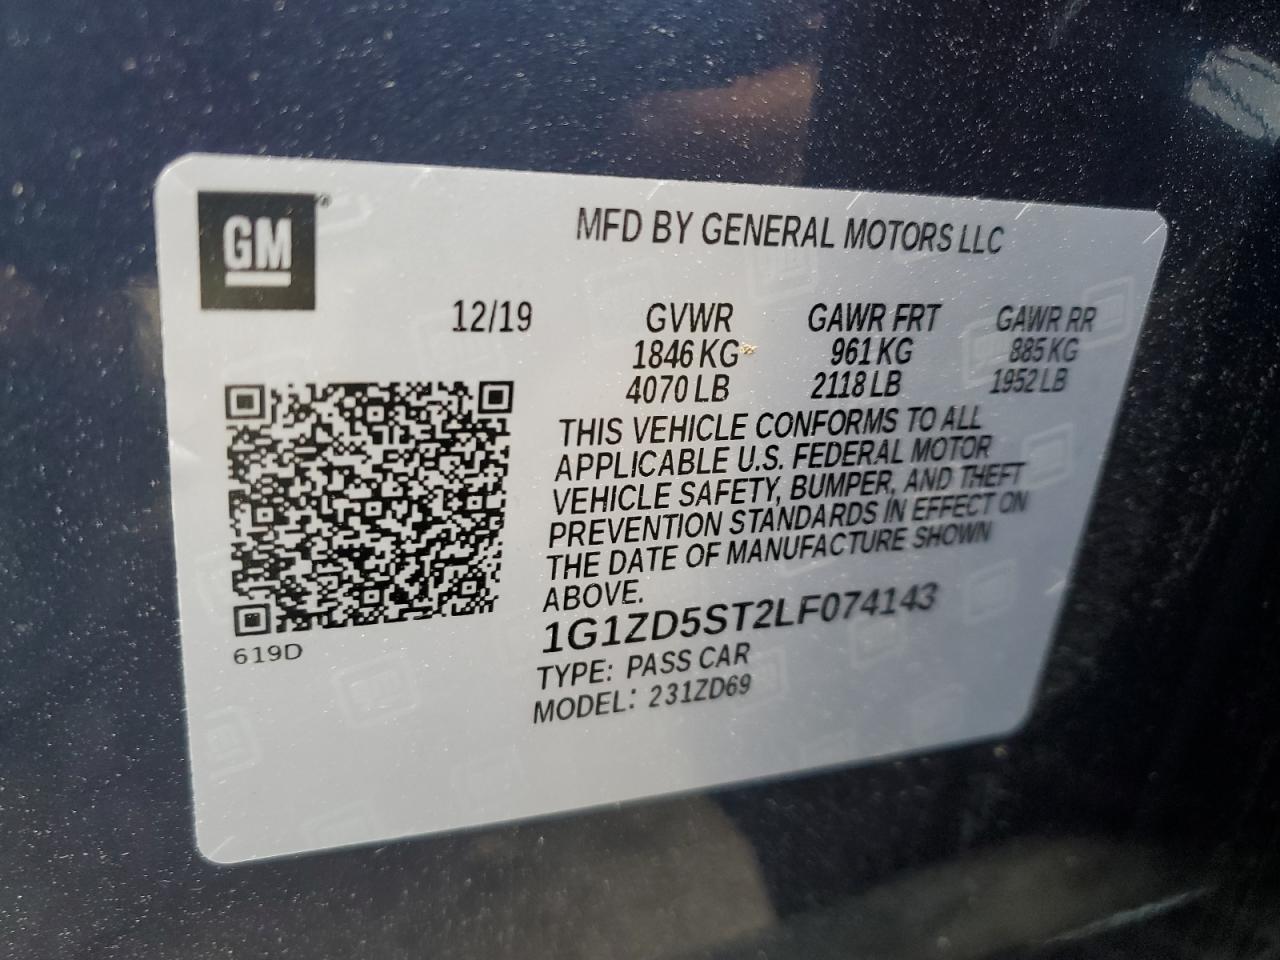 GM®
MFD BY GENERAL MOTORS LLC
12/19 GVWR GAWR FRT GAWR RR
1846 KG 961 KG 885 KG
4070 LB 2118 LB 1952 LB
THIS VEHICLE CONFORMS TO ALL
APPLICABLE U.S. FEDERAL MOTOR
VEHICLE SAFETY, BUMPER, AND THEFT
PREVENTION STANDARDS IN EFFECT ON
THE DATE OF MANUFACTURE SHOWN
ABOVE.
1G1ZD5ST2LF074143
619D
TYPE: PASS CAR
MODEL: 231ZD69